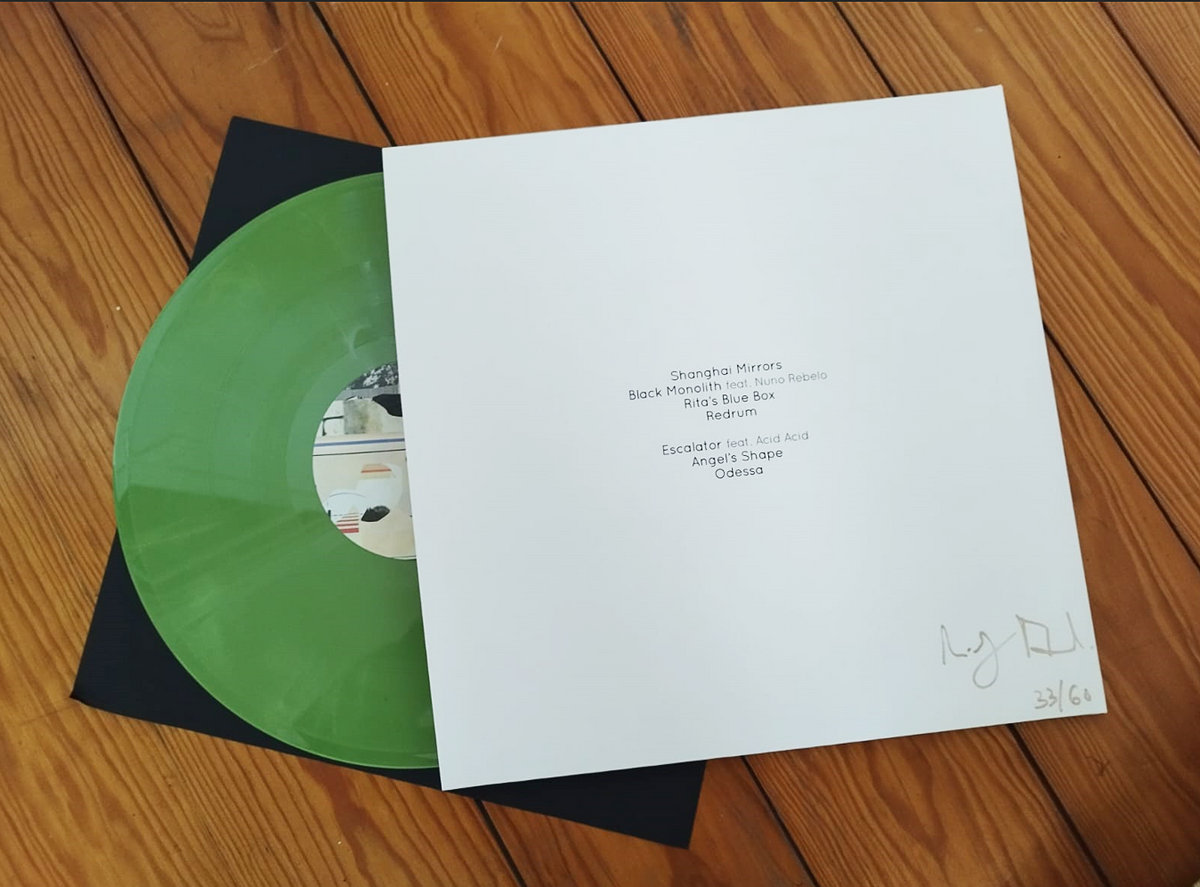 Shanghai Mirrors
Black Monolith feat. Nuno Rebelo
Rita's Blue Box
Redrum
Escalator feat. Acid Acid
Angel's Shape
Odessa
33/60